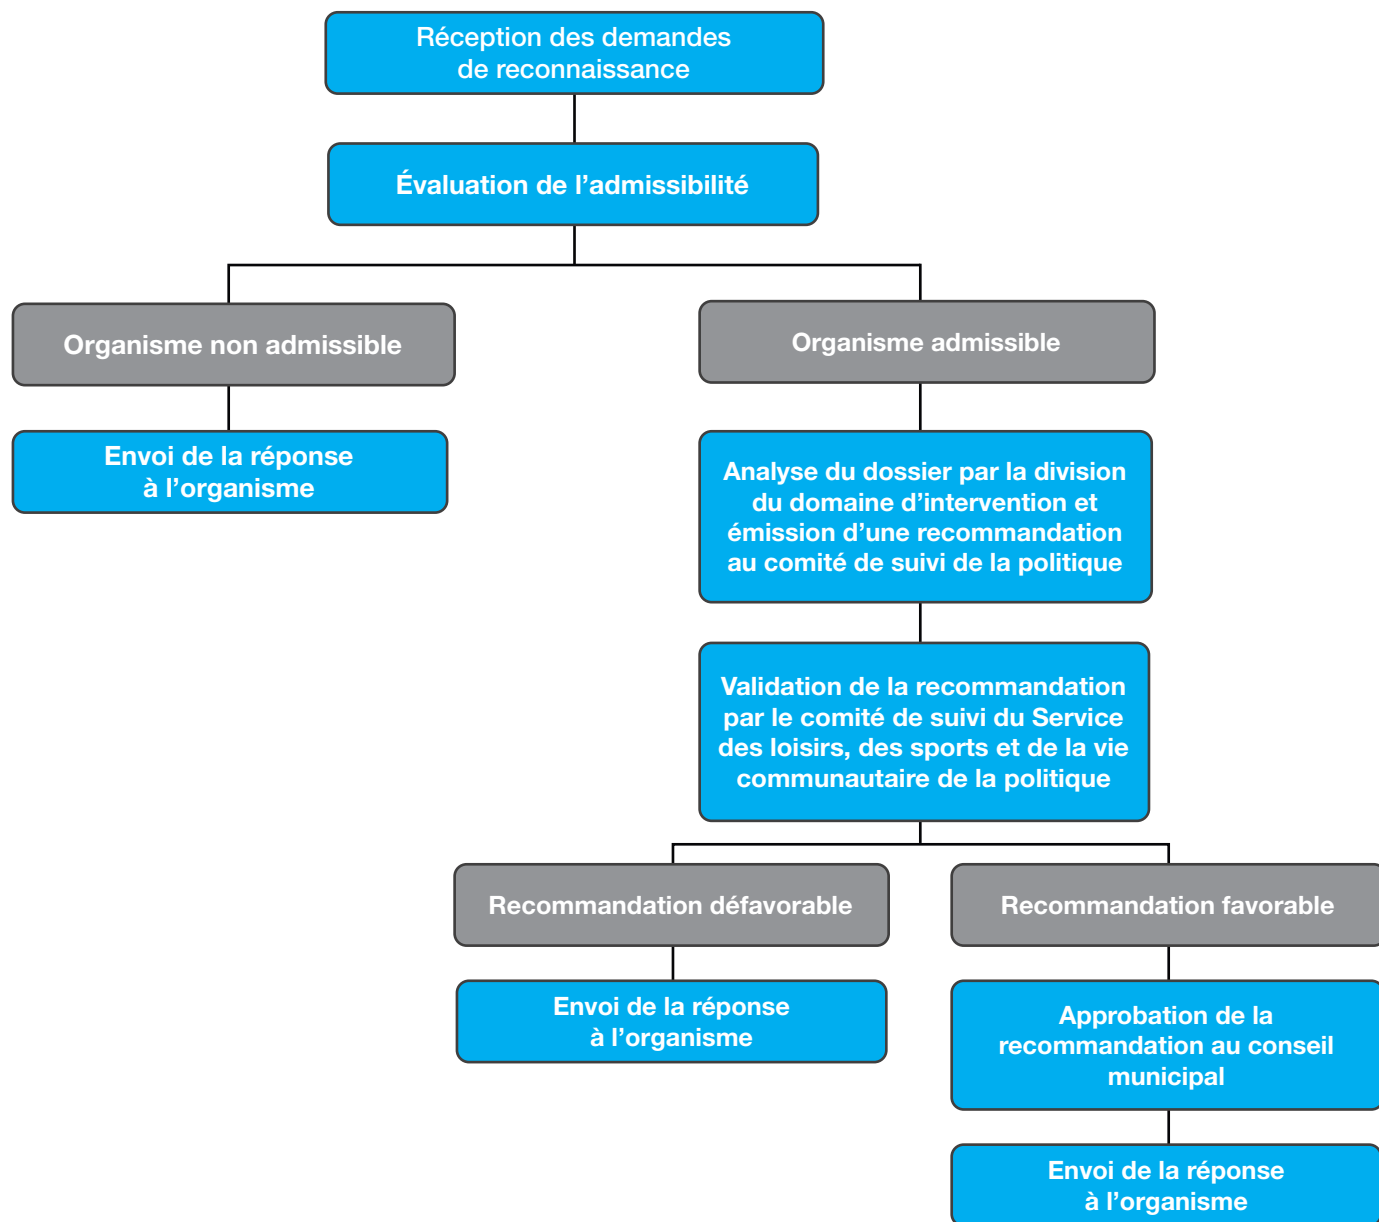 Réception des demandes
de reconnaissance
Évaluation de l’admissibilité
Organisme non admissible
Organisme admissible
Envoi de la réponse
à l’organisme
Analyse du dossier par la division
du domaine d’intervention et
émission d’une recommandation
au comité de suivi de la politique
Validation de la recommandation
par le comité de suivi du Service
des loisirs, des sports et de la vie
communautaire de la politique
Recommandation défavorable
Recommandation favorable
Envoi de la réponse
à l’organisme
Approbation de la
recommandation au conseil
municipal
Envoi de la réponse
à l’organisme